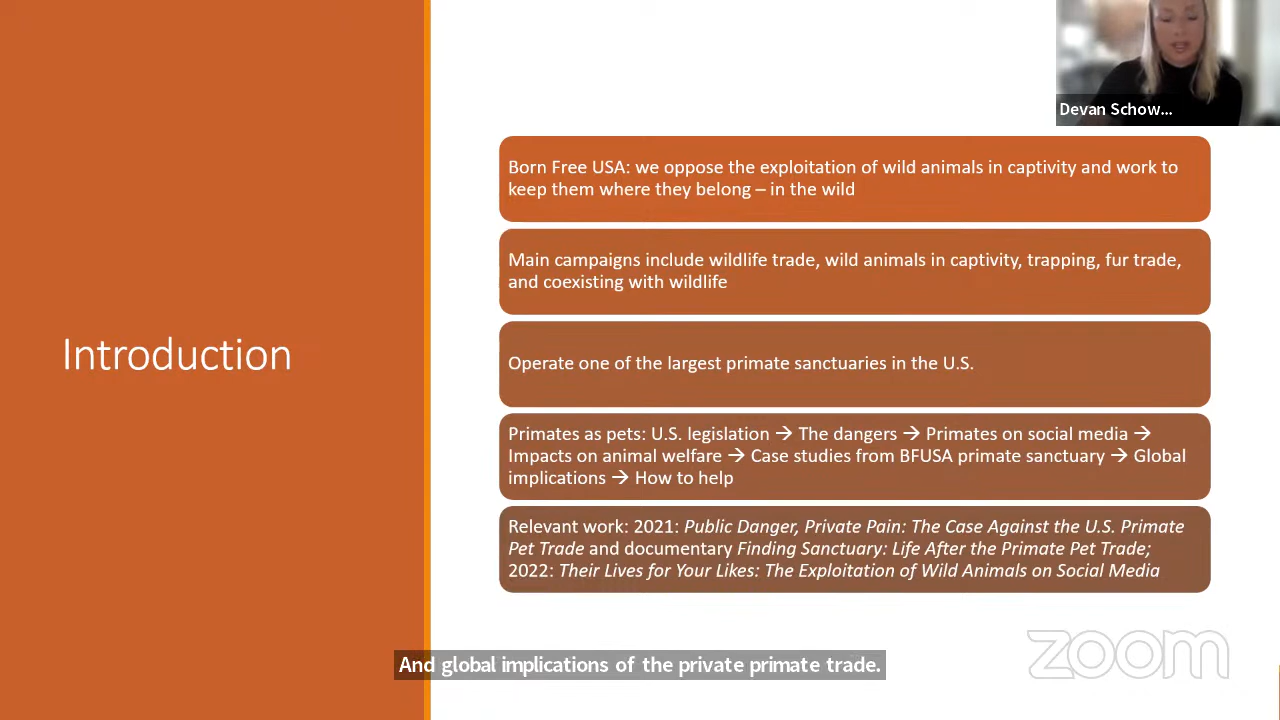 Devan Schow...
Born Free USA: we oppose the exploitation of wild animals in captivity and work to
keep them where they belong – in the wild
Main campaigns include wildlife trade, wild animals in captivity, trapping, fur trade,
and coexisting with wildlife
Introduction
Operate one of the largest primate sanctuaries in the U.S.
Primates as pets: U.S. legislation → The dangers → Primates on social media →
Impacts on animal welfare → Case studies from BFUSA primate sanctuary → Global
implications → How to help
Relevant work: 2021: Public Danger, Private Pain: The Case Against the U.S. Primate
Pet Trade and documentary Finding Sanctuary: Life After the Primate Pet Trade;
2022: Their Lives for Your Likes: The Exploitation of Wild Animals on Social Media
zoom
And global implications of the private primate trade.